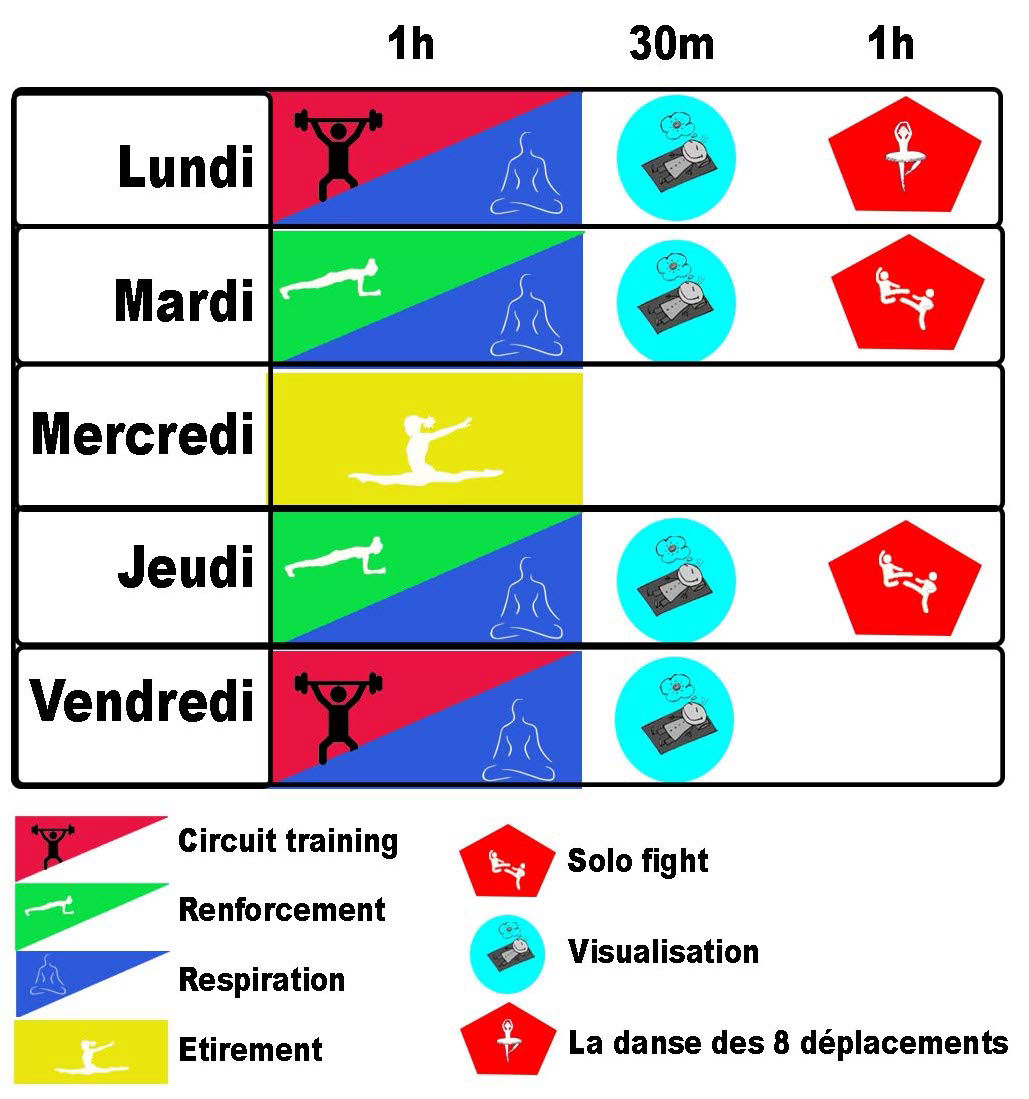 1h 30m 1h
Lundi
Mardi
Mercredi
Jeudi
Vendredi
Circuit training
Renforcement
Respiration
Etirement
Solo fight
Visualisation
La danse des 8 déplacements